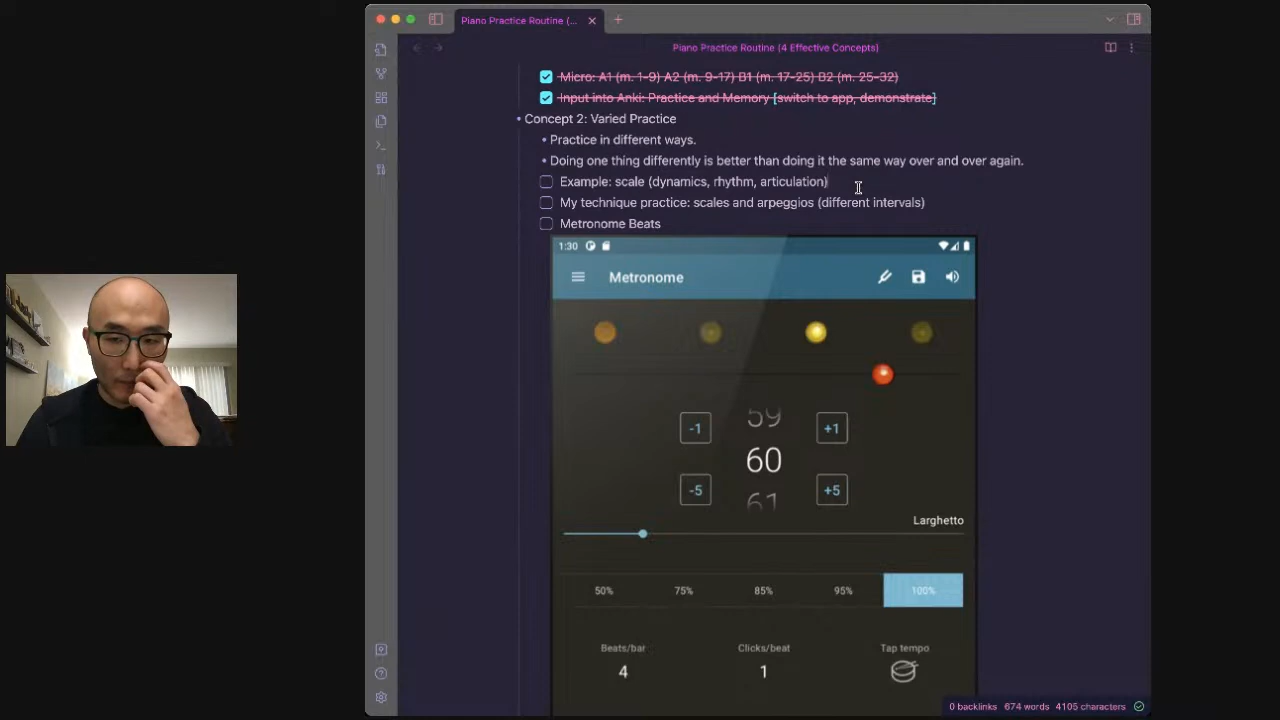 Piano Practice Routine (...
Piano Practice Routine (4 Effective Concepts)
Micro: A1 (m. 1-9) A2 (m. 9-17) B1 (m. 17-25) B2 (m. 25-32)
Input into Anki: Practice and Memory [switch to app, demonstrate]
Concept 2: Varied Practice
Practice in different ways.
Doing one thing differently is better than doing it the same way over and over again.
Example: scale (dynamics, rhythm, articulation)
My technique practice: scales and arpeggios (different intervals)
Metronome Beats
1:30
Metronome
59
-1
+1
60
-5
+5
61
Larghetto
50% 75% 85% 95% 100%
Beats/bar Clicks/beat Tap tempo
4 1
0 backlinks 674 words 4105 characters